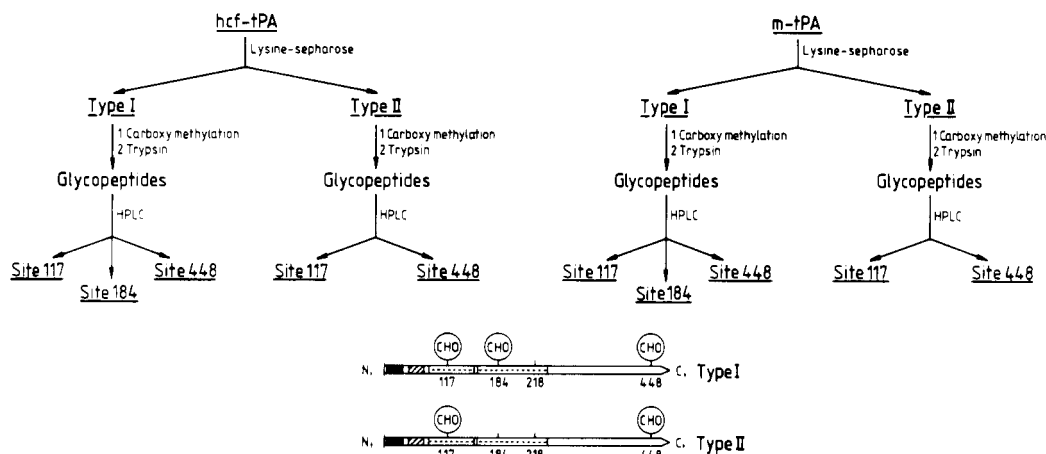 hcf-tPA
Lysine-sepharose
Type I
Type II
1 Carboxy methylation
2 Trypsin
1 Carboxy methylation
2 Trypsin
Glycopeptides
Glycopeptides
HPLC
HPLC
Site 117
Site 448
Site 184
Site 117
Site 448
m-tPA
Lysine-sepharose
Type I
Type II
1 Carboxy methylation
2 Trypsin
1 Carboxy methylation
2 Trypsin
Glycopeptides
Glycopeptides
HPLC
HPLC
Site 117
Site 448
Site 184
Site 117
Site 448
CHO CHO CHO
N. C. Type I
117 184 218 448
CHO CHO
N. C. Type II
117 184 218 448